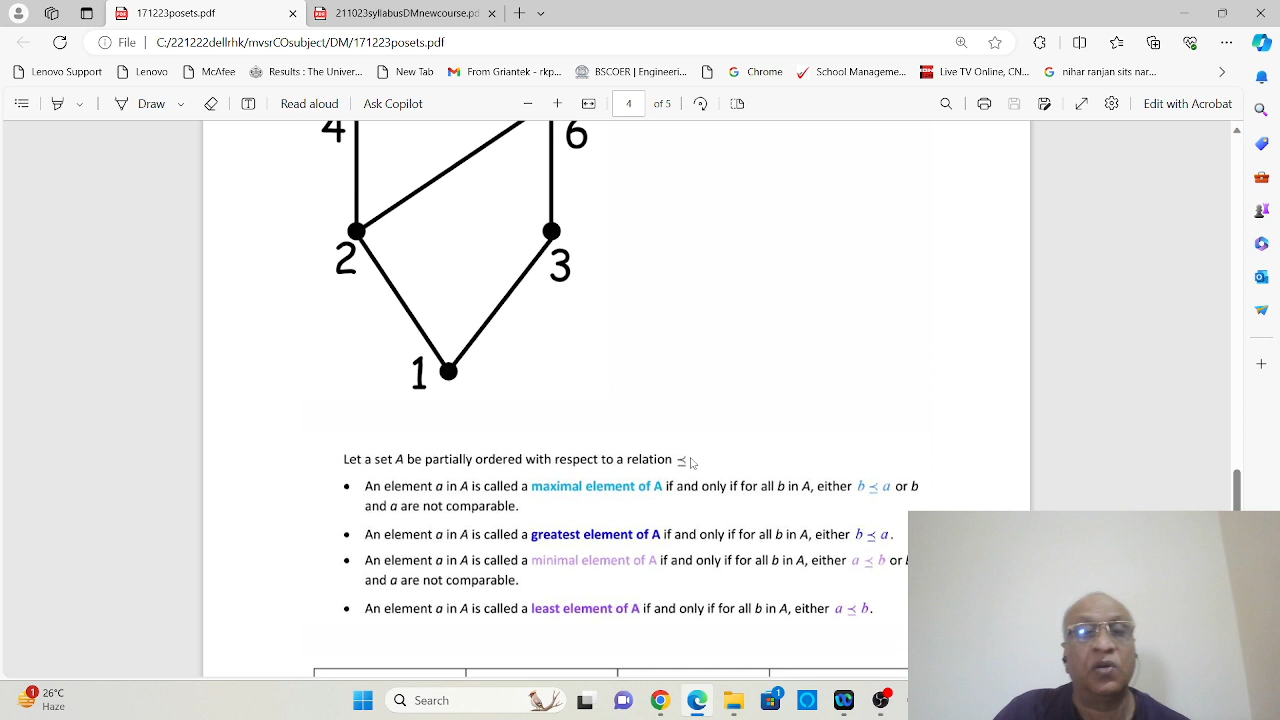 171223posets.pdf
211023syllabusDMnewcourse.pdf
File
C:/221222dellrhk/mvsrCOsubject/DM/171223posets.pdf
Lenovo Support
Lenovo
McAfee
Results : The Universe...
New Tab
Gmail From Griantek - rkp...
BSCOER | Engineeri...
Chrome
School Manageme...
Live TV Online, CN...
nihar ranjan sits nar...
Draw
Read aloud
Ask Copilot
4 of 5
Edit with Acrobat
4
6
2
3
1
Let a set A be partially ordered with respect to a relation ⪯
• An element a in A is called a maximal element of A if and only if for all b in A, either b ⪯ a or b
and a are not comparable.
• An element a in A is called a greatest element of A if and only if for all b in A, either b ⪯ a.
• An element a in A is called a minimal element of A if and only if for all b in A, either a ⪯ b or b
and a are not comparable.
• An element a in A is called a least element of A if and only if for all b in A, either a ⪯ b.
1
26°C
Haze
Search
1